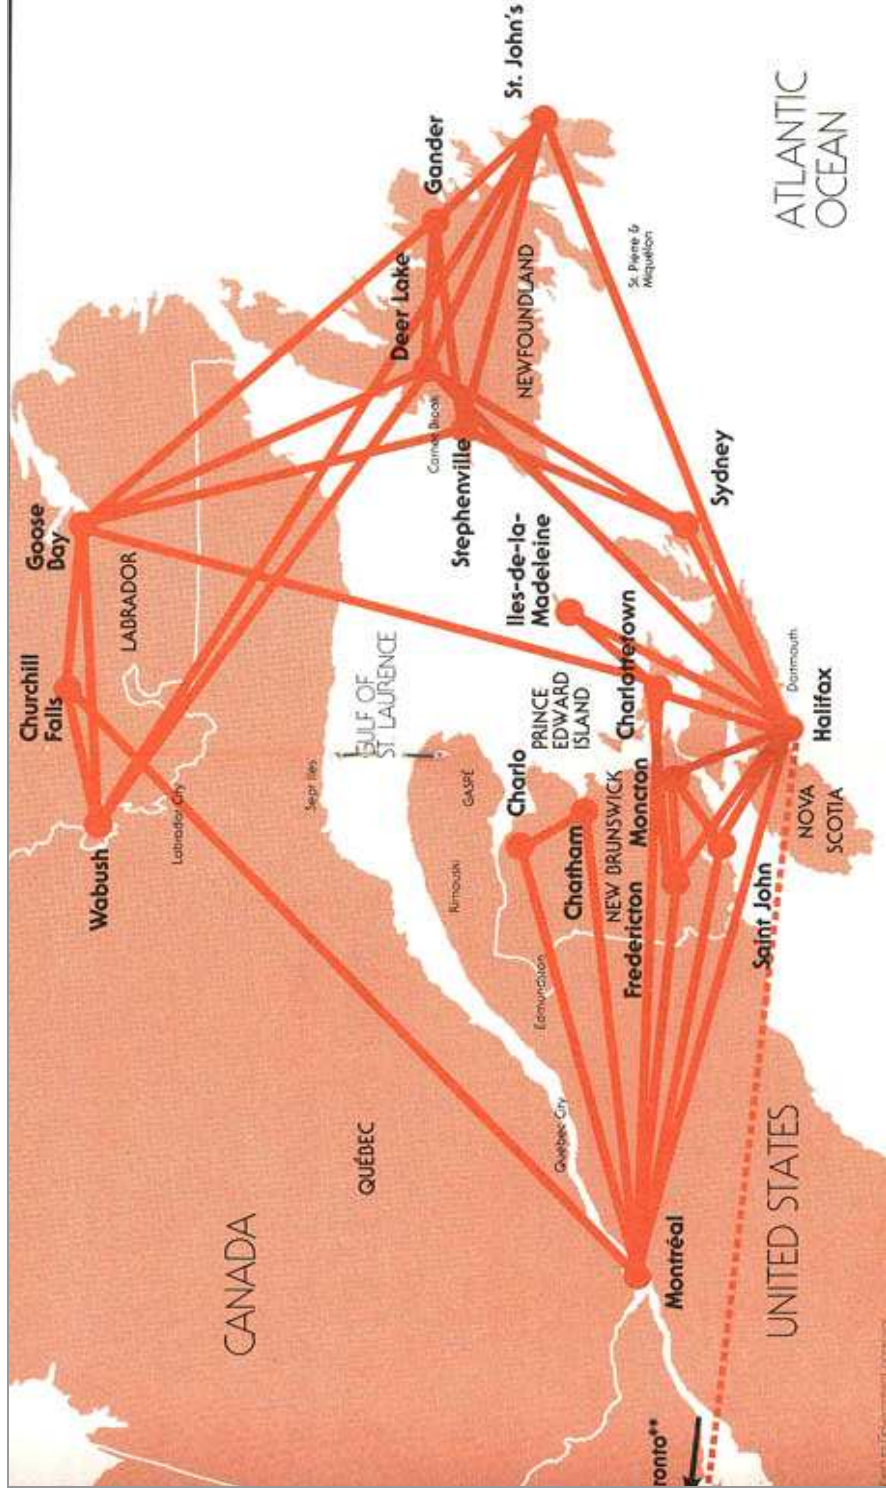 Goose
Bay
Churchill
Falls
Wabush
LABRADOR
Labrador City
Sept Iles
GULF OF
ST. LAURENCE
CANADA
QUÉBEC
St. John's
Gander
Deer Lake
Corner Brook
NEWFOUNDLAND
Stephenville
St. Pierre &
Miquelon
ATLANTIC
OCEAN
Iles-de-la-
Madeleine
Sydney
Charlottetown
PRINCE
EDWARD
ISLAND
GASPÉ
Rimouski
Charlo
Chatham
NEW BRUNSWICK
Moncton
Fredericton
Edmundston
Quebec City
Saint John
Dartmouth
Halifax
NOVA
SCOTIA
Montréal
UNITED STATES
ronto**